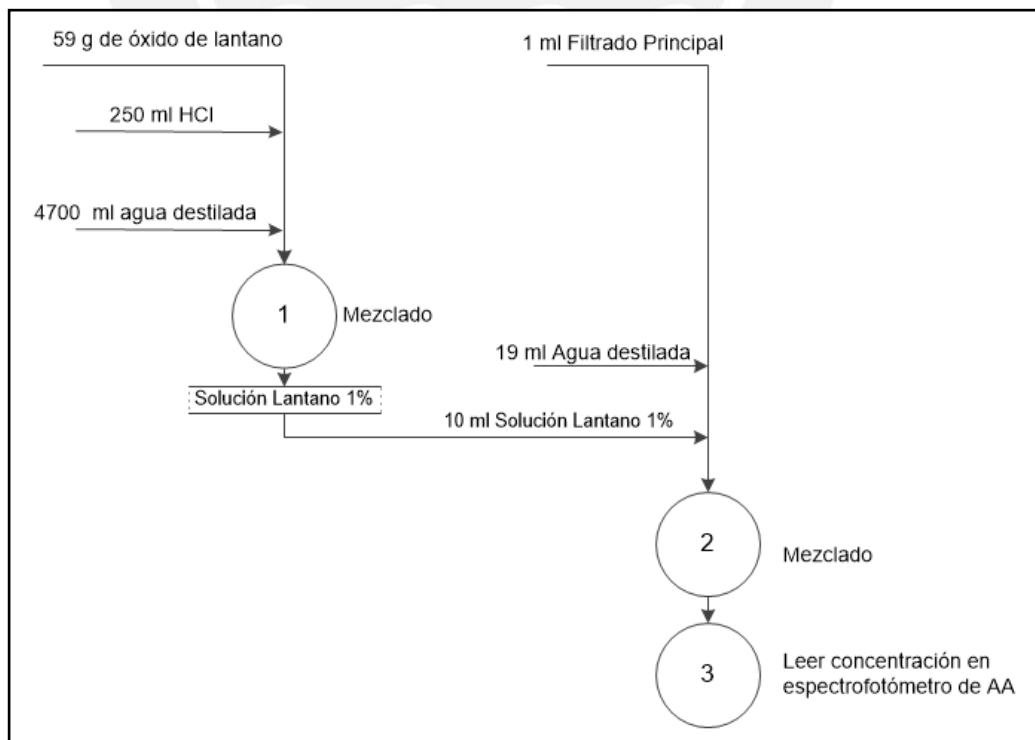 59 g de óxido de lantano
250 ml HCl
4700 ml agua destilada
1
Mezclado
Solución Lantano 1%
1 ml Filtrado Principal
19 ml Agua destilada
10 ml Solución Lantano 1%
2
Mezclado
3
Leer concentración en
espectrofotómetro de AA